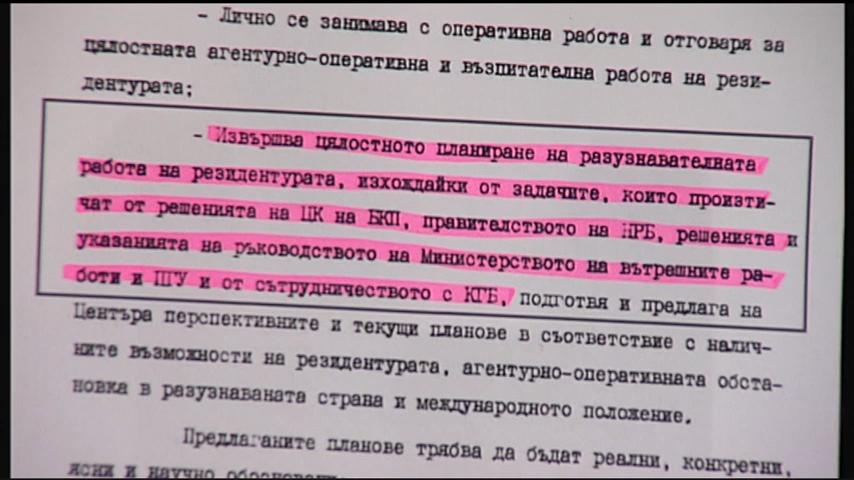 - Лично се занимава с оперативна работа и отговаря за
цялостната агентурно-оперативна и възпитателна работа на рези-
дентурата;
- Извършва цялостното планиране на разузнавателната
работа на резидентурата, изхождайки от задачите, които произти-
чат от решенията на ЦК на БКП, правителството на НРБ, решенията и
указанията на ръководството на Министерството на вътрешните ра-
боти и ПГУ и от сътрудничеството с КГБ, подготвя и предлага на
Центъра перспективните и текущи планове в съответствие с налич-
ните възможности на резидентурата, агентурно-оперативната обста-
новка в разузнаваната страна и международното положение.
Предлаганите планове трябва да бъдат реални, конкретни,
ясни и научно